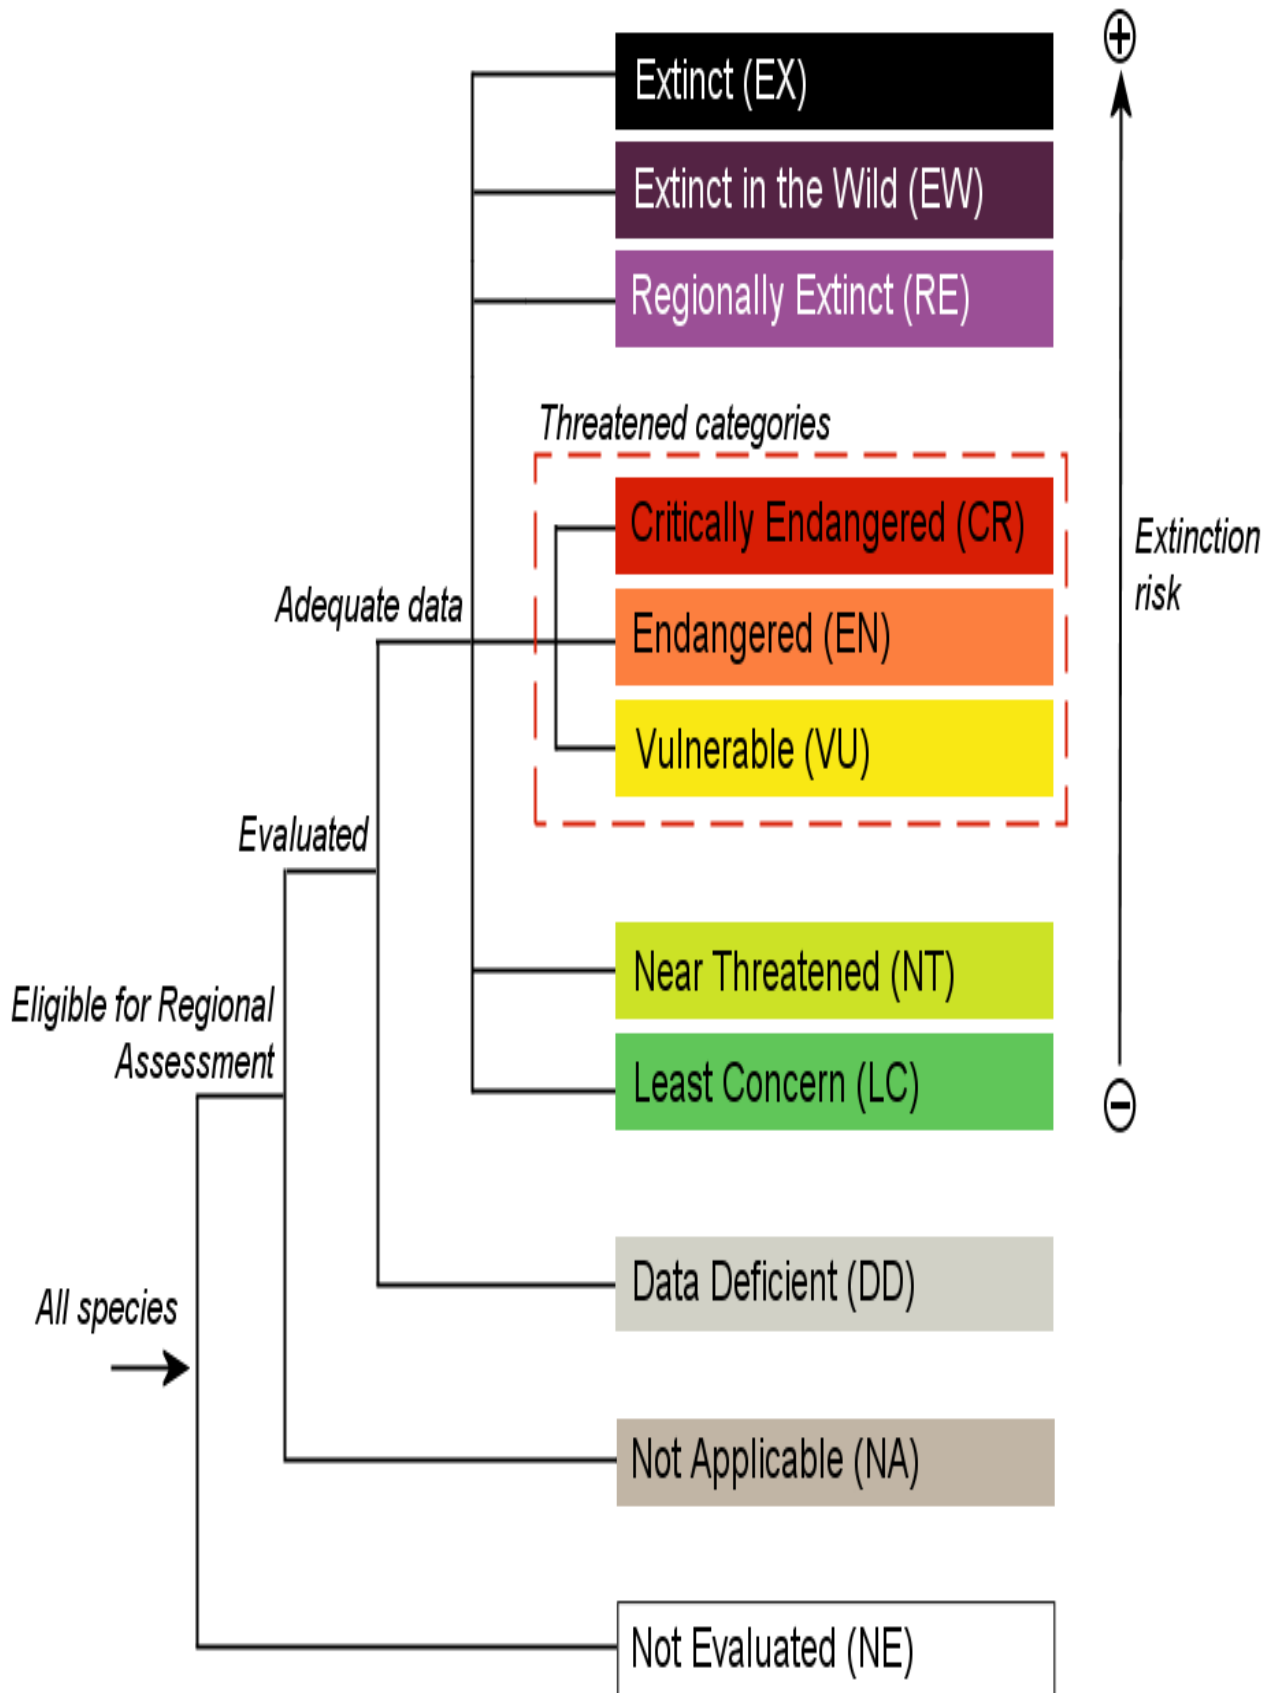 Extinct (EX)
Extinct in the Wild (EW)
Regionally Extinct (RE)
Threatened categories
Critically Endangered (CR)
Extinction
risk
Adequate data
Endangered (EN)
Vulnerable (VU)
Evaluated
Near Threatened (NT)
Eligible for Regional
Assessment
Least Concern (LC)
Data Deficient (DD)
All species
Not Applicable (NA)
Not Evaluated (NE)